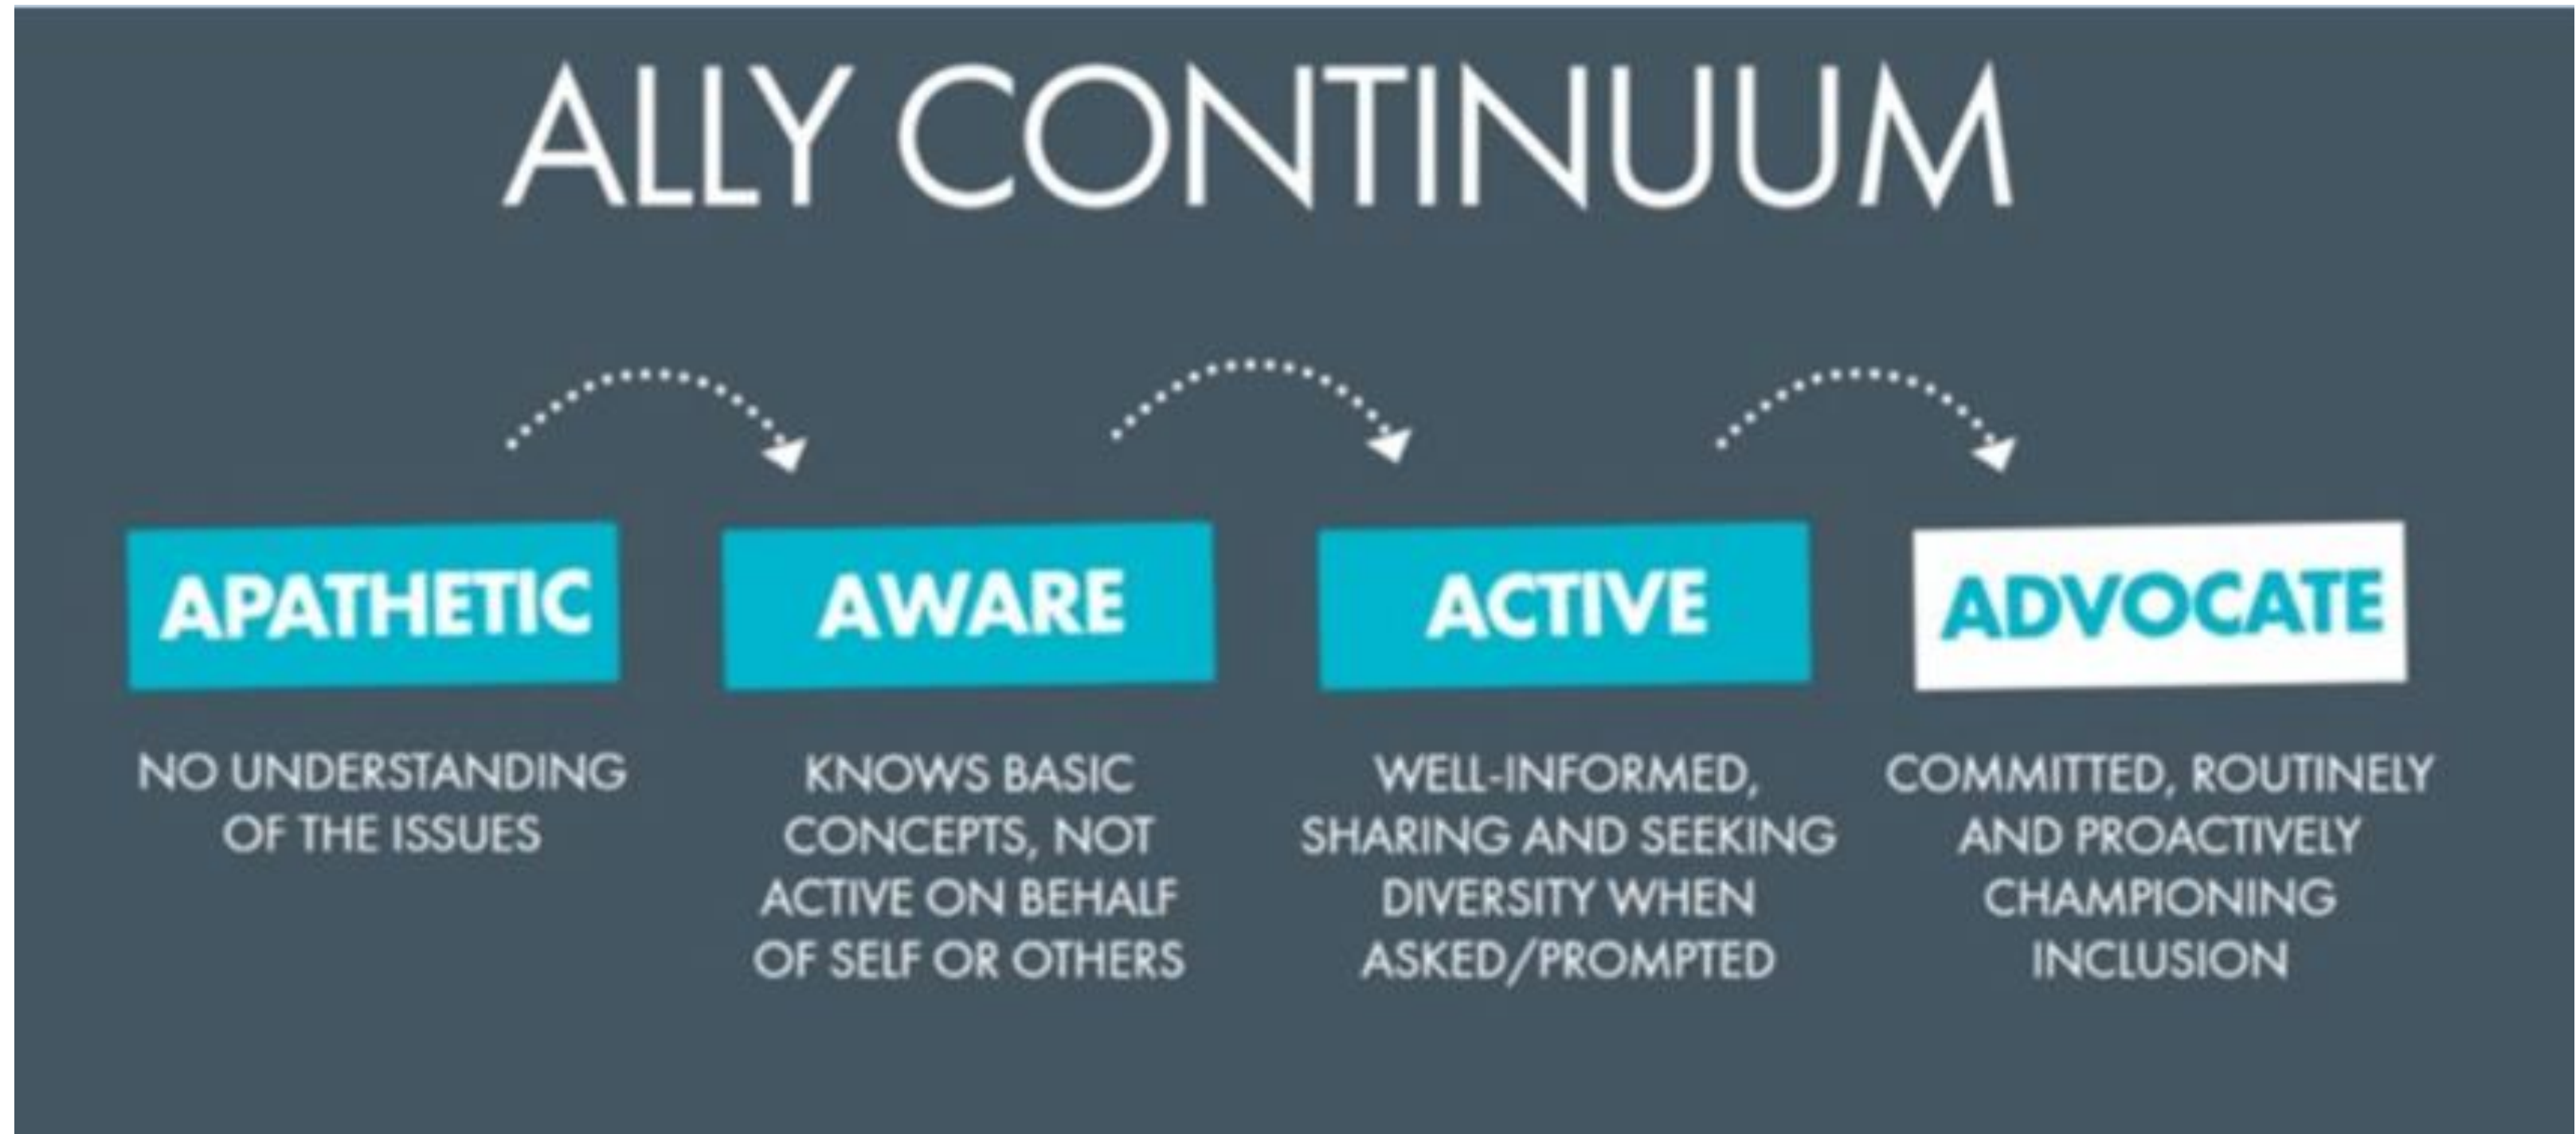 ALLY CONTINUUM
APATHETIC
NO UNDERSTANDING
OF THE ISSUES
AWARE
KNOWS BASIC
CONCEPTS, NOT
ACTIVE ON BEHALF
OF SELF OR OTHERS
ACTIVE
WELL-INFORMED,
SHARING AND SEEKING
DIVERSITY WHEN
ASKED/PROMPTED
ADVOCATE
COMMITTED, ROUTINELY
AND PROACTIVELY
CHAMPIONING
INCLUSION